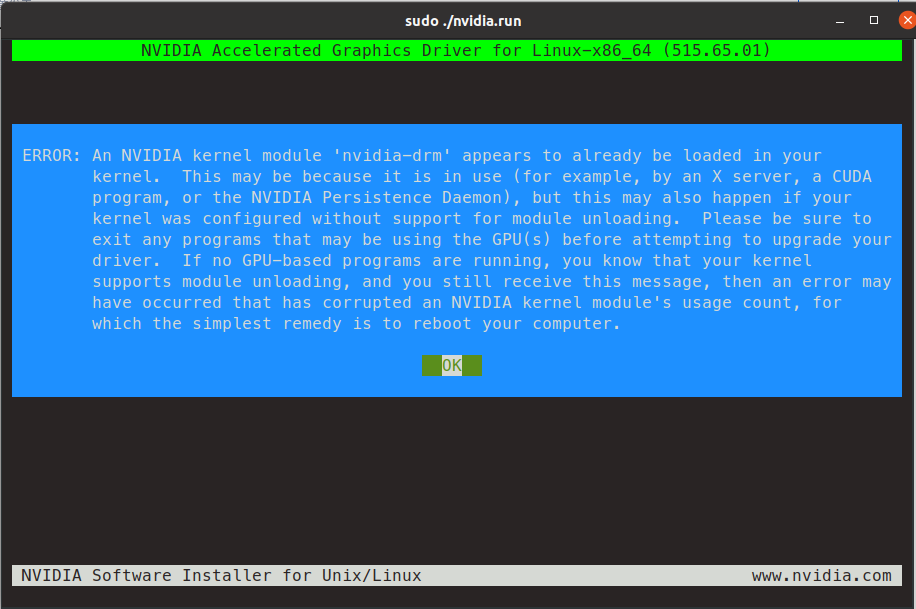 sudo ./nvidia.run
NVIDIA Accelerated Graphics Driver for Linux-x86_64 (515.65.01)
ERROR: An NVIDIA kernel module 'nvidia-drm' appears to already be loaded in your
kernel.  This may be because it is in use (for example, by an X server, a CUDA
program, or the NVIDIA Persistence Daemon), but this may also happen if your
kernel was configured without support for module unloading.  Please be sure to
exit any programs that may be using the GPU(s) before attempting to upgrade your
driver.  If no GPU-based programs are running, you know that your kernel
supports module unloading, and you still receive this message, then an error may
have occurred that has corrupted an NVIDIA kernel module's usage count, for
which the simplest remedy is to reboot your computer.
OK
NVIDIA Software Installer for Unix/Linux www.nvidia.com